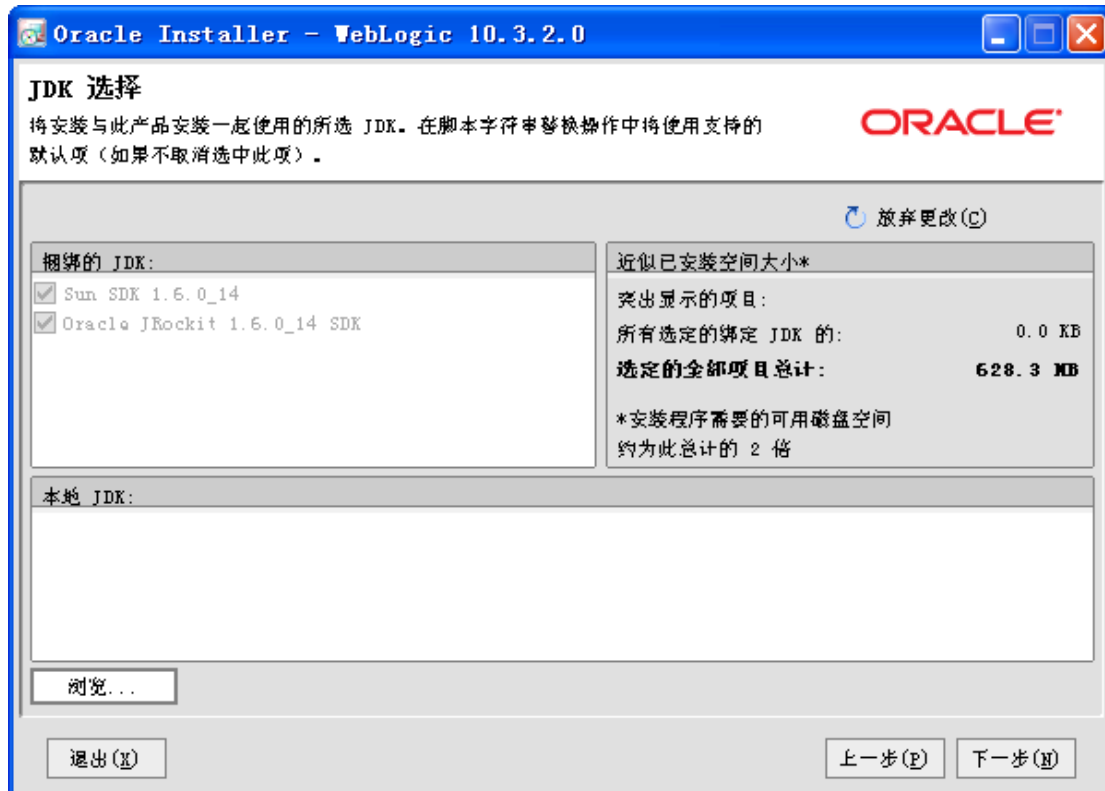 Oracle Installer - WebLogic 10.3.2.0
JDK 选择
将安装与此产品安装一起使用的所选 JDK. 在脚本字符串替换操作中将使用支持的
默认项(如果不取消选中此项).
ORACLE
放弃更改(C)
捆绑的 JDK:
Sun SDK 1.6.0_14
Oracle JRockit 1.6.0_14 SDK
近似已安装空间大小*
突出显示的项目:
所有选定的绑定 JDK 的: 0.0 KB
选定的全部项目总计: 628.3 MB
*安装程序需要的可用磁盘空间
约为此总计的 2 倍
本地 JDK:
浏览...
退出(X)
上一步(P)
下一步(N)